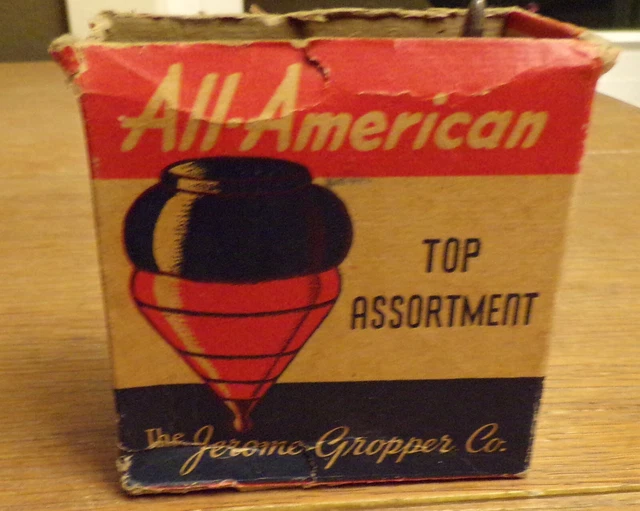 All-American
TOP
ASSORTMENT
The Jerome Gropper Co.